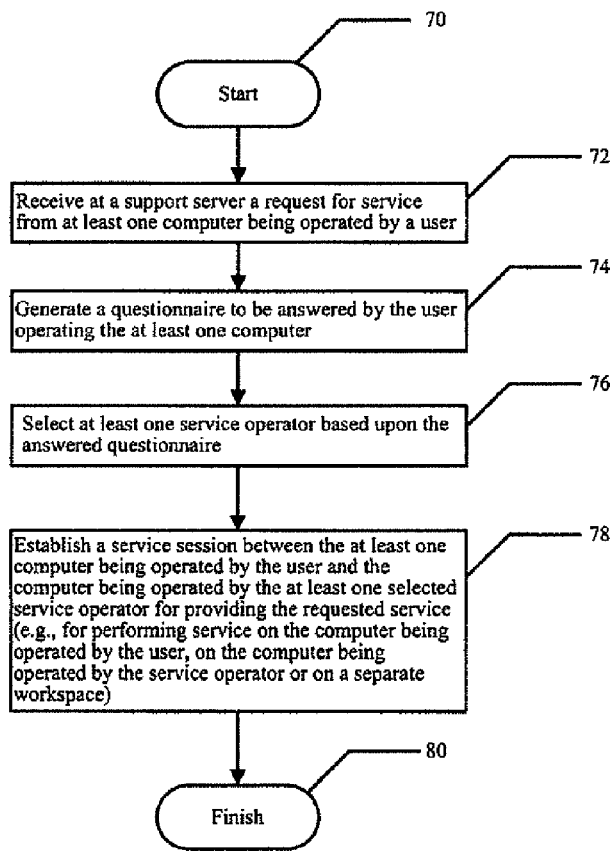 70
Start
72
Receive at a support server a request for service
from at least one computer being operated by a user
74
Generate a questionnaire to be answered by the user
operating the at least one computer
76
Select at least one service operator based upon the
answered questionnaire
78
Establish a service session between the at least one
computer being operated by the user and the
computer being operated by the at least one selected
service operator for providing the requested service
(e.g., for performing service on the computer being
operated by the user, on the computer being
operated by the service operator or on a separate
workspace)
80
Finish